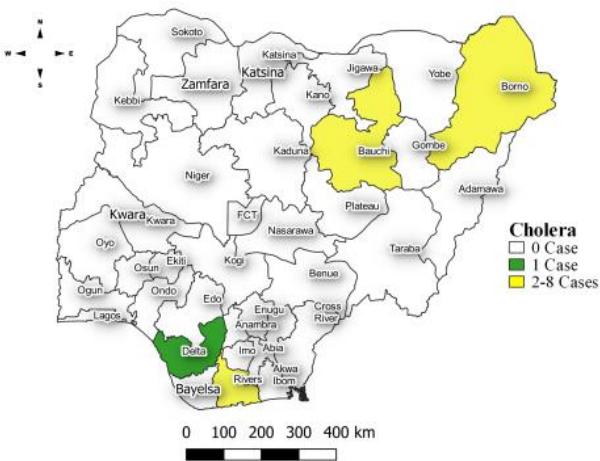 N
W E
S
Sokoto
Katsina
Zamfara
Katsina
Jigawa
Yobe
Borno
Kebbi
Kano
Kaduna
Bauchi
Gombe
Niger
Adamawa
Plateau
Kwara
Kwara
FCT
Nasarawa
Oyo
Taraba
Kogi
Osun
Ekiti
Benue
Ogun
Ondo
Edo
Lagos
Enugu
Cross
River
Anambra
Delta
Imo
Abia
Bayelsa
Rivers
Akwa
Ibom
Cholera
0 Case
1 Case
2-8 Cases
0 100 200 300 400 km